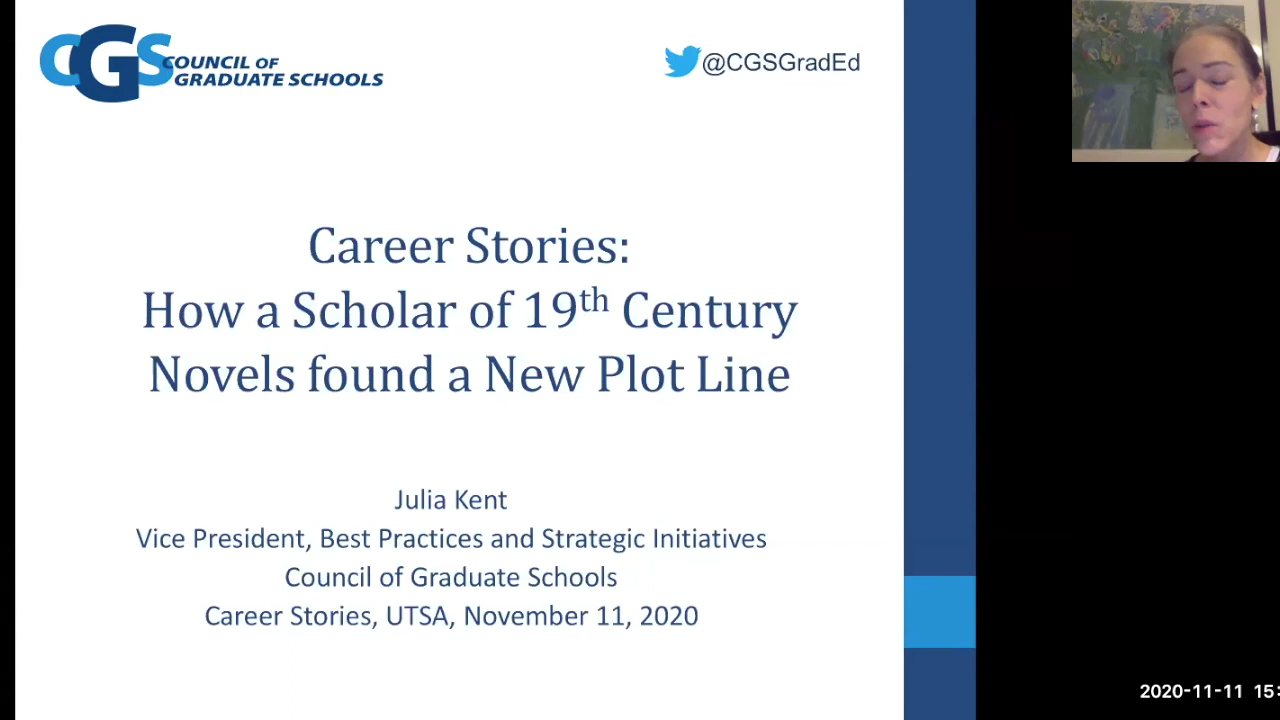 CGS COUNCIL OF
GRADUATE SCHOOLS
@CGSGradEd
Career Stories:
How a Scholar of 19th Century
Novels found a New Plot Line
Julia Kent
Vice President, Best Practices and Strategic Initiatives
Council of Graduate Schools
Career Stories, UTSA, November 11, 2020
2020-11-11 15: